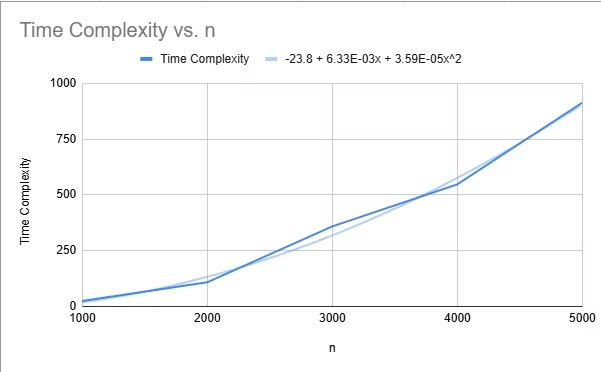 Time Complexity vs. n
Time Complexity -23.8 + 6.33E-03x + 3.59E-05x^2
1000
750
500
250
0
Time Complexity
1000 2000 3000 4000 5000
n